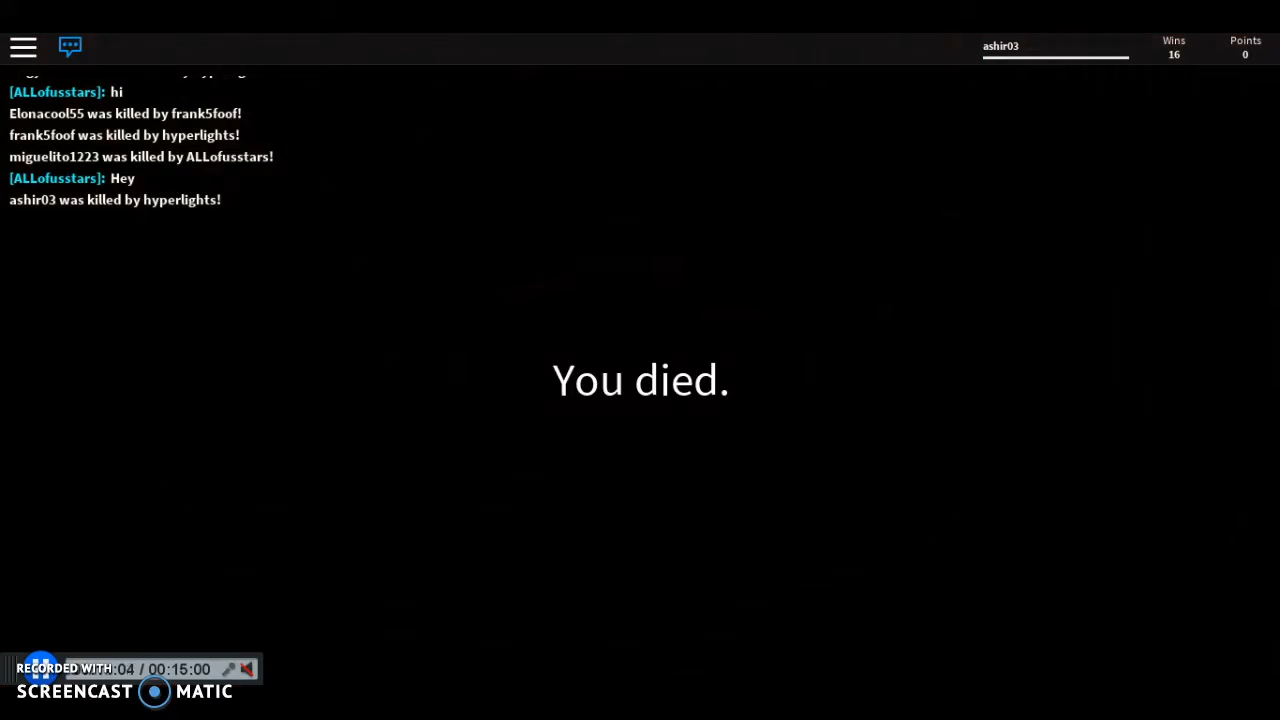 ashir03
Wins
Points
16
0
[ALLofusstars]: hi
Elonacool55 was killed by frank5foof!
frank5foof was killed by hyperlights!
miguelito1223 was killed by ALLofusstars!
[ALLofusstars]: Hey
ashir03 was killed by hyperlights!
You died.
RECORDED WITH
:04 / 00:15:00
SCREENCAST MATIC